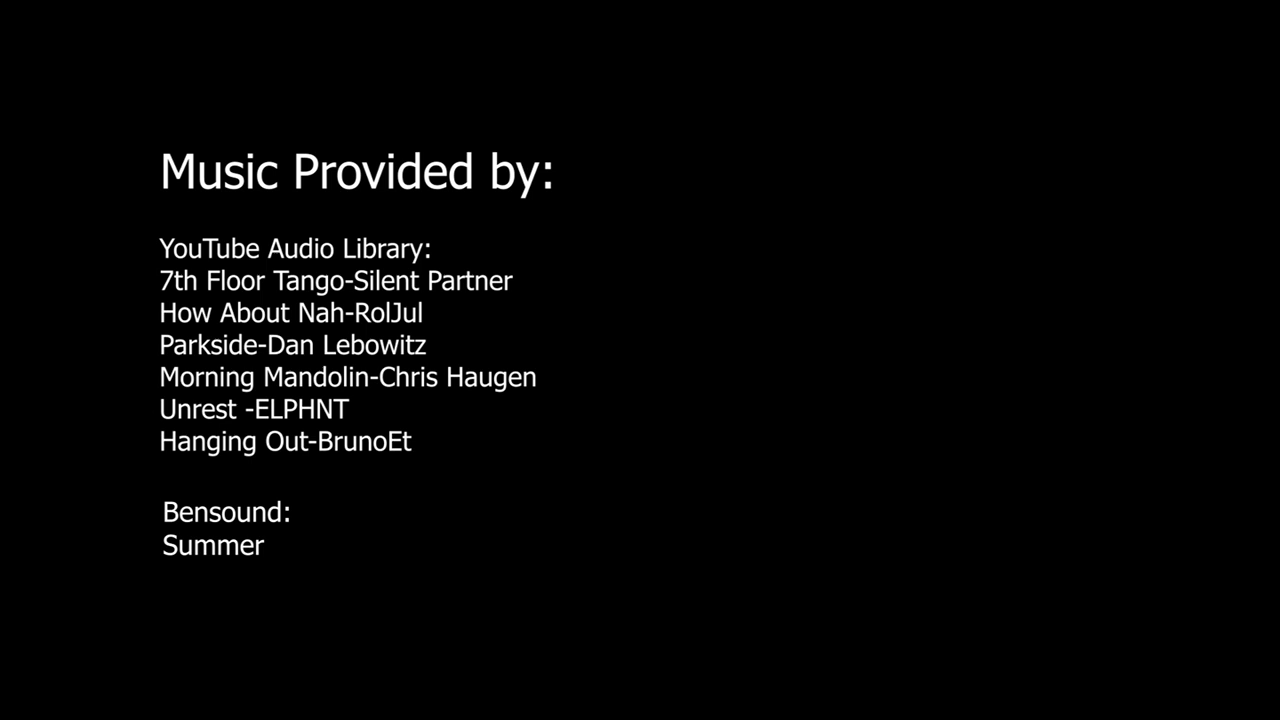 Music Provided by:
YouTube Audio Library:
7th Floor Tango-Silent Partner
How About Nah-RolJul
Parkside-Dan Lebowitz
Morning Mandolin-Chris Haugen
Unrest -ELPHNT
Hanging Out-BrunoEt
Bensound:
Summer